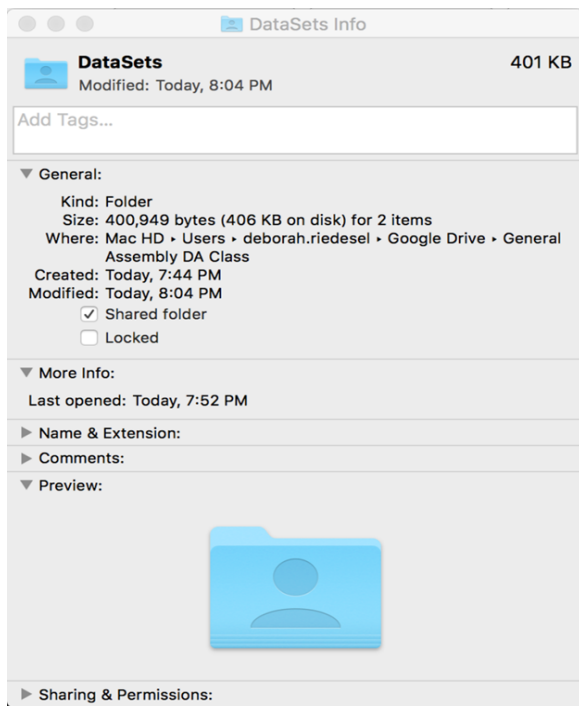 DataSets Info
DataSets 401 KB
Modified: Today, 8:04 PM
Add Tags...
General:
Kind: Folder
Size: 400,949 bytes (406 KB on disk) for 2 items
Where: Mac HD ▸ Users ▸ deborah.riedesel ▸ Google Drive ▸ General
Assembly DA Class
Created: Today, 7:44 PM
Modified: Today, 8:04 PM
Shared folder
Locked
More Info:
Last opened: Today, 7:52 PM
Name & Extension:
Comments:
Preview:
Sharing & Permissions: